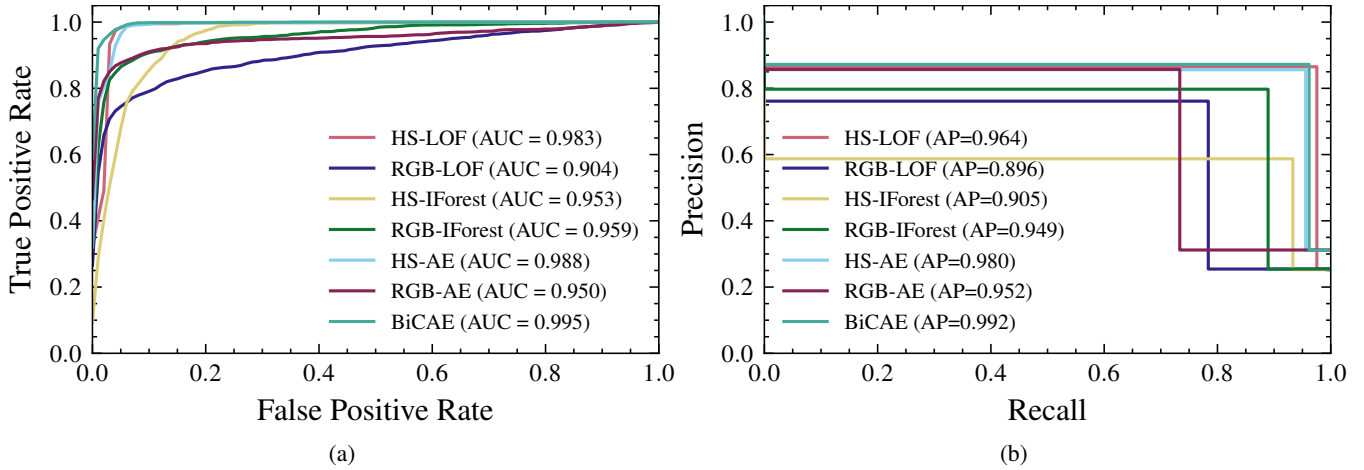 1.0
0.8
0.6
0.4
0.2
0.0
True Positive Rate
HS-LOF (AUC = 0.983)
RGB-LOF (AUC = 0.904)
HS-IForest (AUC = 0.953)
RGB-IForest (AUC = 0.959)
HS-AE (AUC = 0.988)
RGB-AE (AUC = 0.950)
BiCAE (AUC = 0.995)
0.0 0.2 0.4 0.6 0.8 1.0
False Positive Rate
(a)
1.0
0.8
0.6
0.4
0.2
0.0
Precision
HS-LOF (AP=0.964)
RGB-LOF (AP=0.896)
HS-IForest (AP=0.905)
RGB-IForest (AP=0.949)
HS-AE (AP=0.980)
RGB-AE (AP=0.952)
BiCAE (AP=0.992)
0.0 0.2 0.4 0.6 0.8 1.0
Recall
(b)